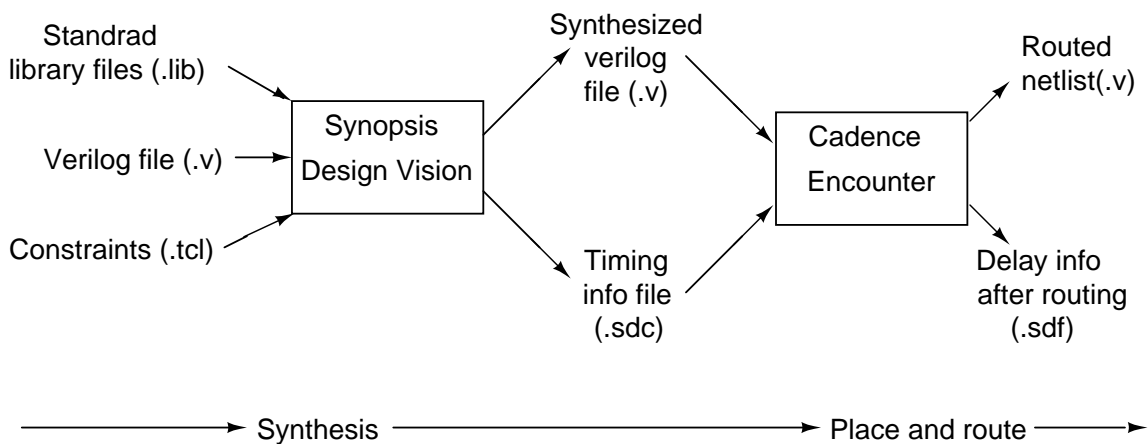 Standrad
library files (.lib)
Verilog file (.v)
Constraints (.tcl)
Synopsis
Design Vision
Synthesized
verilog
file (.v)
Timing
info file
(.sdc)
Cadence
Encounter
Routed
netlist(.v)
Delay info
after routing
(.sdf)
Synthesis
Place and route